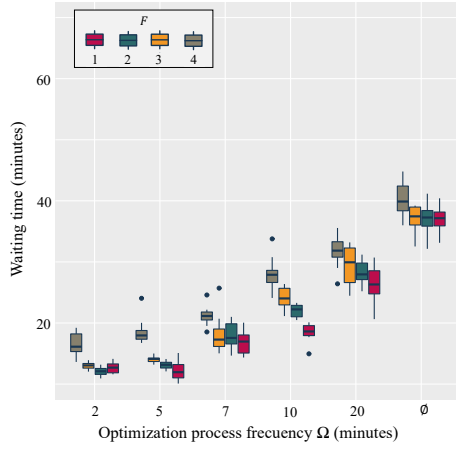 F
1 2 3 4
60
40
20
Waiting time (minutes)
2 5 7 10 20 Ø
Optimization process frecuency Ω (minutes)